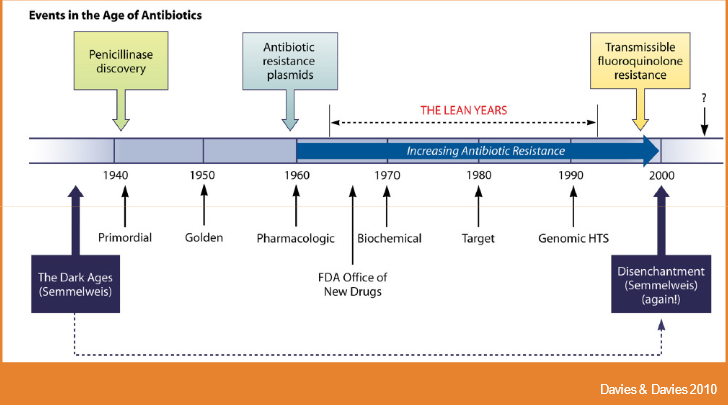 Events in the Age of Antibiotics
Penicillinase
discovery
Antibiotic
resistance
plasmids
Transmissible
fluoroquinolone
resistance
?
THE LEAN YEARS
Increasing Antibiotic Resistance
1940
1950
1960
1970
1980
1990
2000
Primordial
Golden
Pharmacologic
Biochemical
Target
Genomic HTS
FDA Office of
New Drugs
The Dark Ages
(Semmelweis)
Disenchantment
(Semmelweis)
(again!)
Davies & Davies 2010